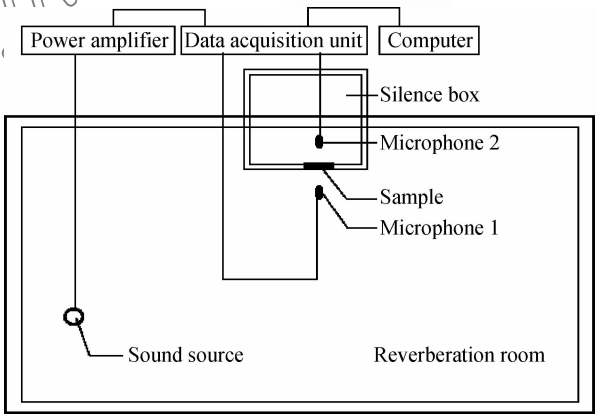 Power amplifier
Data acquisition unit
Computer
Silence box
Microphone 2
Sample
Microphone 1
Sound source
Reverberation room